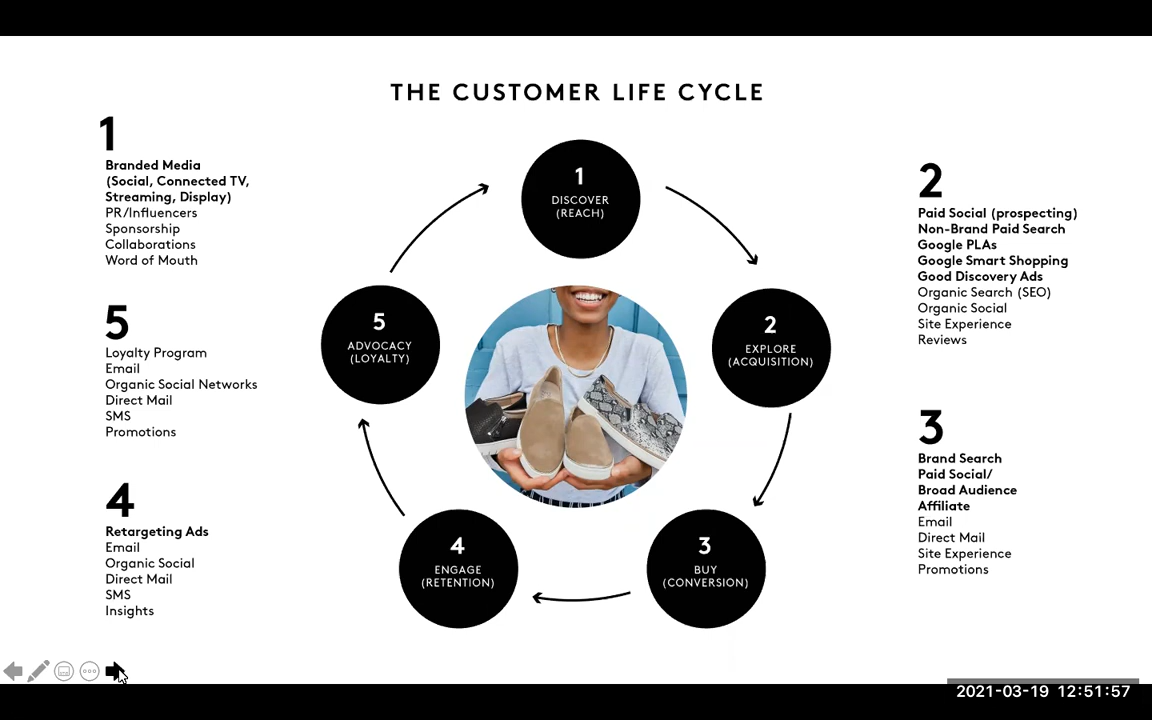 THE CUSTOMER LIFE CYCLE
1
Branded Media
(Social, Connected TV,
Streaming, Display)
PR/Influencers
Sponsorship
Collaborations
Word of Mouth
5
Loyalty Program
Email
Organic Social Networks
Direct Mail
SMS
Promotions
4
Retargeting Ads
Email
Organic Social
Direct Mail
SMS
Insights
1
DISCOVER
(REACH)
2
EXPLORE
(ACQUISITION)
3
BUY
(CONVERSION)
4
ENGAGE
(RETENTION)
5
ADVOCACY
(LOYALTY)
2
Paid Social (prospecting)
Non-Brand Paid Search
Google PLAs
Google Smart Shopping
Good Discovery Ads
Organic Search (SEO)
Organic Social
Site Experience
Reviews
3
Brand Search
Paid Social/
Broad Audience
Affiliate
Email
Direct Mail
Site Experience
Promotions
2021-03-19 12:51:57